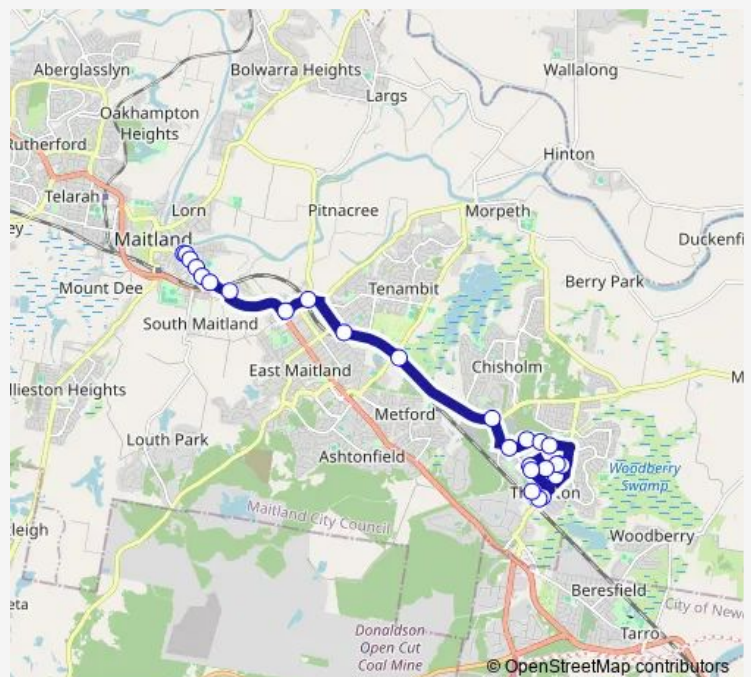 Aberglasslyn
Bolwarra Heights
Wallalong
Largs
Oakhampton
Heights
Rutherford
Hinton
Telarah
Lorn
Pitnacree
Morpeth
ey
Maitland
Duckenfi
Mount Dee
Tenambit
Berry Park
South Maitland
East Maitland
Chisholm
M
llieston Heights
Metford
Louth Park
Ashtonfield
Woodberry
Swamp
Maitland City Council
leigh
Woodberry
Beresfield
eta
City of New
Donaldson
Open Cut
Coal Mine
Tarro
© OpenStreetMap contributors